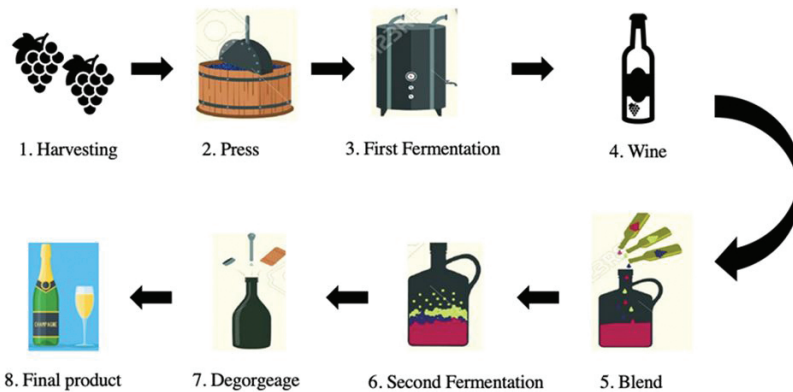 1. Harvesting
2. Press
3. First Fermentation
4. Wine
8. Final product
7. Degorgeage
6. Second Fermentation
5. Blend
CHAMPAGNE